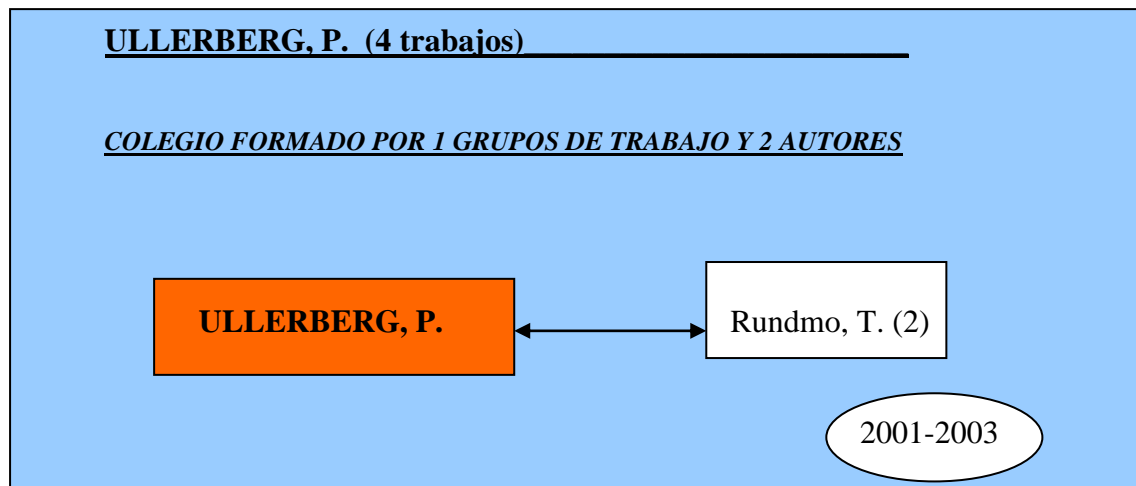 ULLERBERG, P. (4 trabajos)
COLEGIO FORMADO POR 1 GRUPOS DE TRABAJO Y 2 AUTORES
ULLERBERG, P.
Rundmo, T. (2)
2001-2003